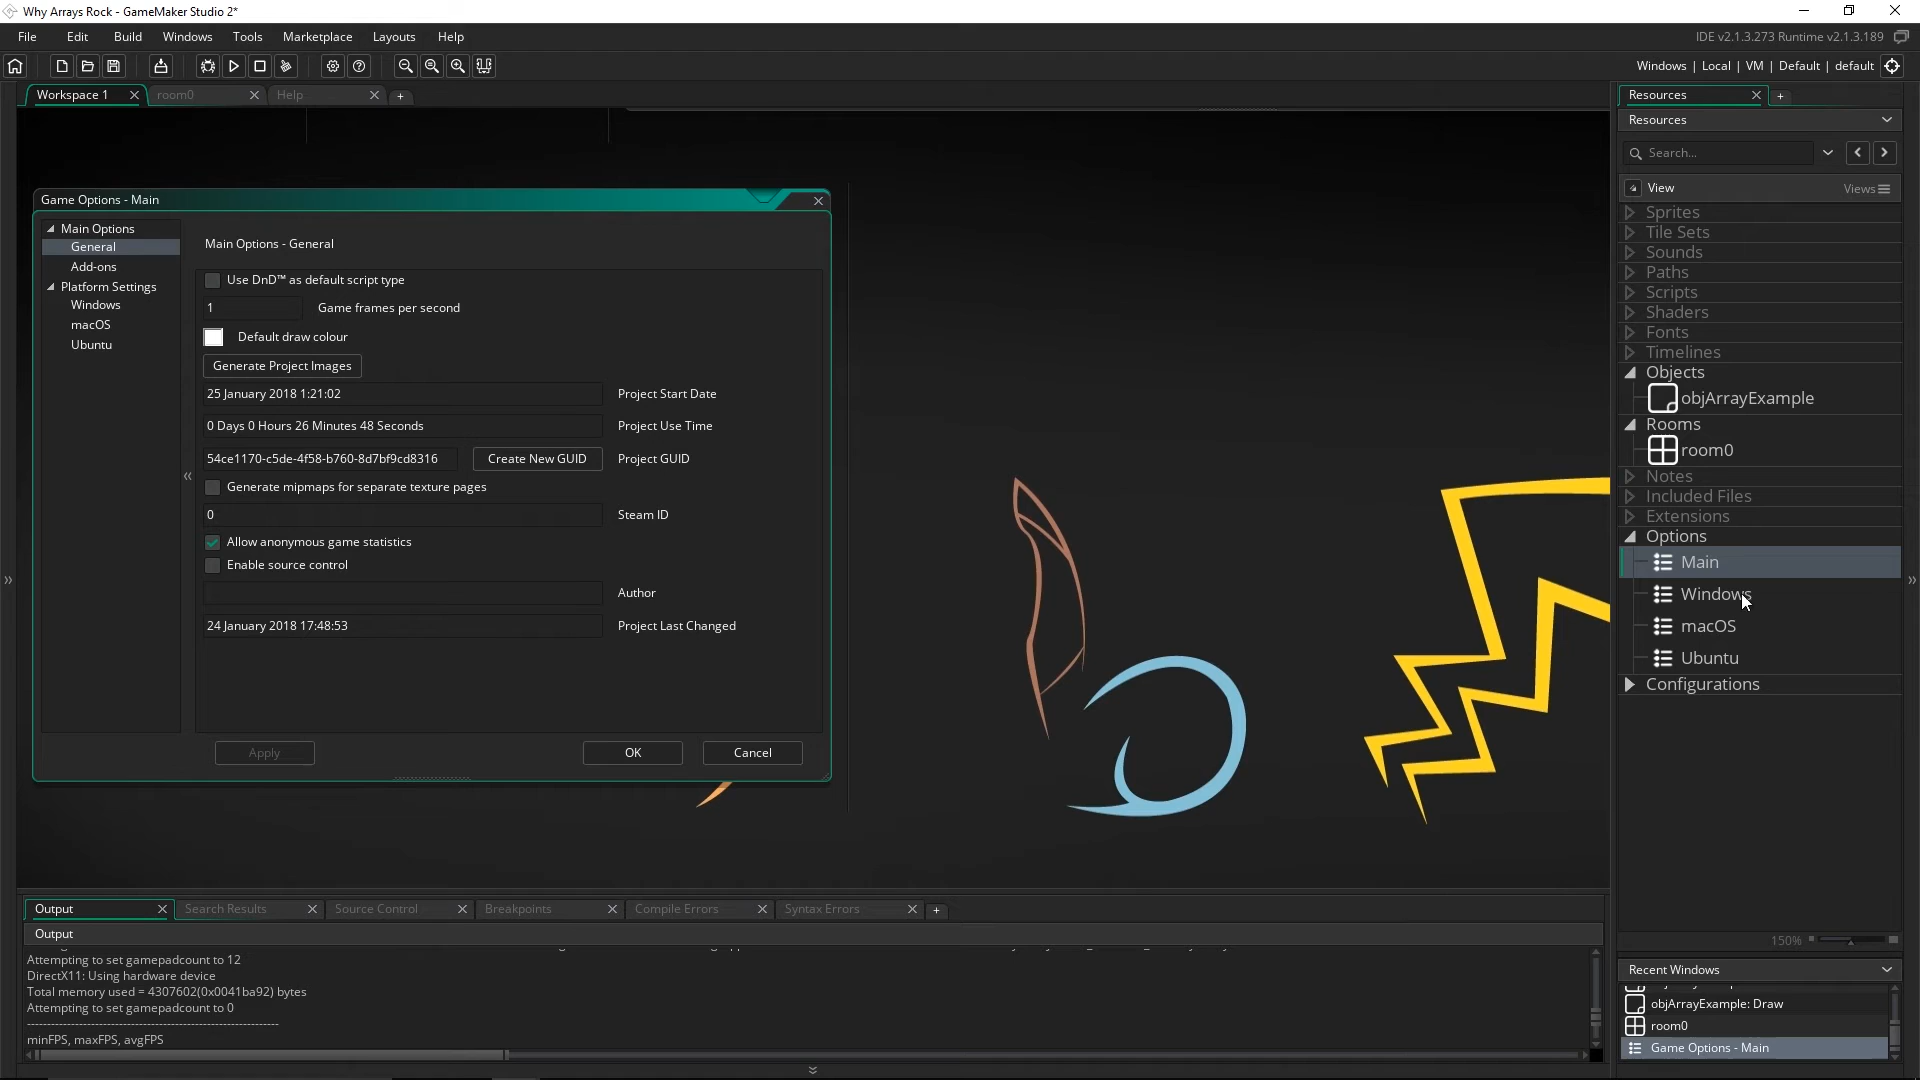 Why Arrays Rock - GameMaker Studio 2*
File Edit Build Windows Tools Marketplace Layouts Help
IDE v2.1.3.273 Runtime v2.1.3.189
Windows | Local | VM | Default | default
Workspace 1
room0
Help
Game Options - Main
Main Options
General
Add-ons
Platform Settings
Windows
macOS
Ubuntu
Main Options - General
Use DnD™ as default script type
1 Game frames per second
Default draw colour
Generate Project Images
25 January 2018 1:21:02 Project Start Date
0 Days 0 Hours 26 Minutes 48 Seconds Project Use Time
54ce1170-c5de-4f58-b760-8d7bf9cd8316 Create New GUID Project GUID
Generate mipmaps for separate texture pages
0 Steam ID
Allow anonymous game statistics
Enable source control
Author
24 January 2018 17:48:53 Project Last Changed
Apply OK Cancel
Resources
Resources
Search...
View Views
Sprites
Tile Sets
Sounds
Paths
Scripts
Shaders
Fonts
Timelines
Objects
objArrayExample
Rooms
room0
Notes
Included Files
Extensions
Options
Main
Windows
macOS
Ubuntu
Configurations
150%
Recent Windows
objArrayExample: Draw
room0
Game Options - Main
Output Search Results Source Control Breakpoints Compile Errors Syntax Errors
Output
Attempting to set gamepadcount to 12
DirectX11: Using hardware device
Total memory used = 4307602(0x0041ba92) bytes
Attempting to set gamepadcount to 0
---------------------------------------------------------------
minFPS, maxFPS, avgFPS